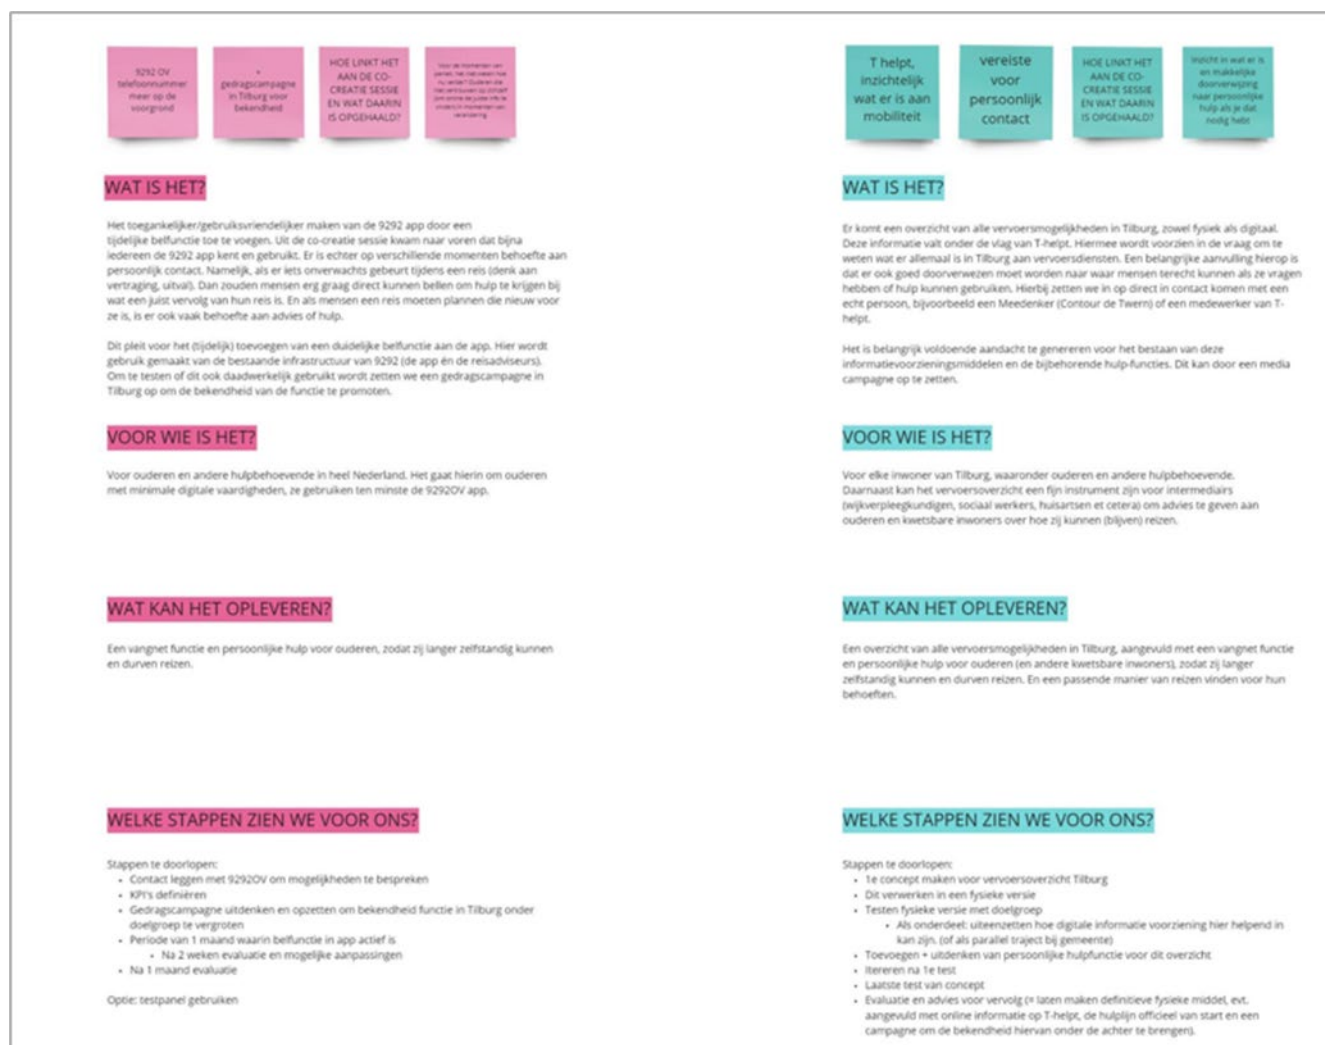 9292 OV
telefoonnummer
meer op de
voorgrond
+
gedragscampagne
in Tilburg voor
bekendheid
HOE LINKT HET
AAN DE CO-
CREATIE SESSIE
EN WAT DAARIN
IS OPGEHAALD?
Voor de momenten van
verandering
WAT IS HET?
Het toegankelijker/gebruiksvriendelijker maken van de 9292 app door een
tijdelijke belfunctie toe te voegen. Uit de co-creatie sessie kwam naar voren dat bijna
iedereen de 9292 app kent en gebruikt. Er is echter op verschillende momenten behoefte aan
persoonlijk contact. Namelijk, als er iets onverwachts gebeurt tijdens een reis (denk aan
vertraging, uitval). Dan zouden mensen erg graag direct kunnen bellen om hulp te krijgen bij
wat een juist vervolg van hun reis is. En als mensen een reis moeten plannen die nieuw voor
ze is, is er ook vaak behoefte aan advies of hulp.
Dit pleit voor het (tijdelijk) toevoegen van een duidelijke belfunctie aan de app. Hier wordt
gebruik gemaakt van de bestaande infrastructuur van 9292 (de app én de reisadviseurs).
Om te testen of dit ook daadwerkelijk gebruikt wordt zetten we een gedragscampagne in
Tilburg op om de bekendheid van de functie te promoten.
VOOR WIE IS HET?
Voor ouderen en andere hulpbehoevende in heel Nederland. Het gaat hierin om ouderen
met minimale digitale vaardigheden, ze gebruiken ten minste de 9292OV app.
WAT KAN HET OPLEVEREN?
Een vangnet functie en persoonlijke hulp voor ouderen, zodat zij langer zelfstandig kunnen
en durven reizen.
WELKE STAPPEN ZIEN WE VOOR ONS?
Stappen te doorlopen:
• Contact leggen met 9292OV om mogelijkheden te bespreken
• KPI's definiëren
• Gedragscampagne uitdenken en opzetten om bekendheid functie in Tilburg onder
doelgroep te vergroten
• Periode van 1 maand waarin belfunctie in app actief is
• Na 2 weken evaluatie en mogelijke aanpassingen
• Na 1 maand evaluatie
Optie: testpanel gebruiken
T helpt,
inzichtelijk
wat er is aan
mobiliteit
vereiste
voor
persoonlijk
contact
HOE LINKT HET
AAN DE CO-
CREATIE SESSIE
EN WAT DAARIN
IS OPGEHAALD?
inzicht in wat er is
en makkelijke
doorverwijzing
naar persoonlijke
hulp als je dat
nodig hebt
WAT IS HET?
Er komt een overzicht van alle vervoersmogelijkheden in Tilburg, zowel fysiek als digitaal.
Deze informatie valt onder de vlag van T-helpt. Hiermee wordt voorzien in de vraag om te
weten wat er allemaal is in Tilburg aan vervoersdiensten. Een belangrijke aanvulling hierop is
dat er ook goed doorverwezen moet worden naar waar mensen terecht kunnen als ze vragen
hebben of hulp kunnen gebruiken. Hierbij zetten we in op direct in contact komen met een
echt persoon, bijvoorbeeld een Meedenker (Contour de Twern) of een medewerker van T-
helpt.
Het is belangrijk voldoende aandacht te genereren voor het bestaan van deze
informatievoorzieningsmiddelen en de bijbehorende hulp-functies. Dit kan door een media
campagne op te zetten.
VOOR WIE IS HET?
Voor elke inwoner van Tilburg, waaronder ouderen en andere hulpbehoevende.
Daarnaast kan het vervoersoverzicht een fijn instrument zijn voor intermediairs
(wijkverpleegkundigen, sociaal werkers, huisartsen et cetera) om advies te geven aan
ouderen en kwetsbare inwoners over hoe zij kunnen (blijven) reizen.
WAT KAN HET OPLEVEREN?
Een overzicht van alle vervoersmogelijkheden in Tilburg, aangevuld met een vangnet functie
en persoonlijke hulp voor ouderen (en andere kwetsbare inwoners), zodat zij langer
zelfstandig kunnen en durven reizen. En een passende manier van reizen vinden voor hun
behoeften.
WELKE STAPPEN ZIEN WE VOOR ONS?
Stappen te doorlopen:
• 1e concept maken voor vervoersoverzicht Tilburg
• Dit verwerken in een fysieke versie
• Testen fysieke versie met doelgroep
• Als onderdeel: uiteenzetten hoe digitale informatie voorziening hier helpend in
kan zijn. (of als parallel traject bij gemeente)
• Toevoegen + uitdenken van persoonlijke hulpfunctie voor dit overzicht
• Itereren na 1e test
• Laatste test van concept
• Evaluatie en advies voor vervolg (= laten maken definitieve fysieke middel, evt.
aangevuld met online informatie op T-helpt, de hulplijn officieel van start en een
campagne om de bekendheid hiervan onder de achter te brengen).